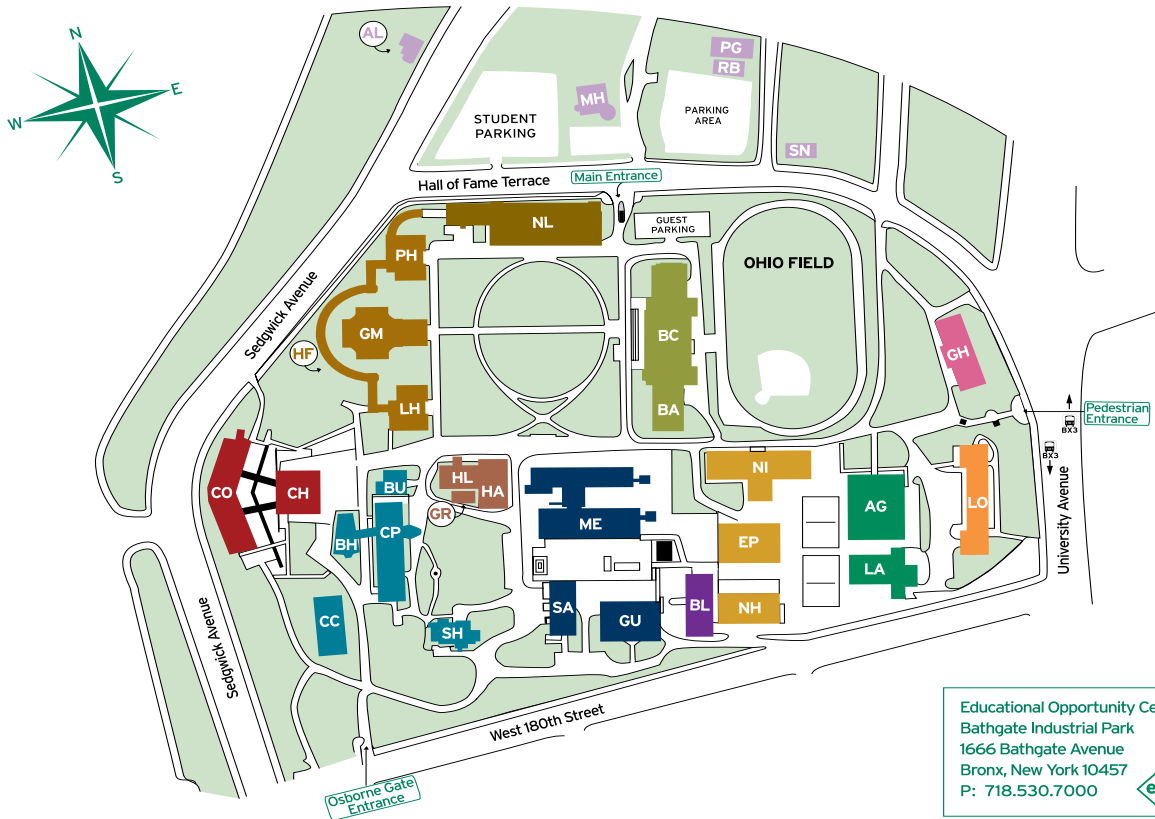 N
E
W
S
AL
PG
RB
MH
STUDENT
PARKING
PARKING
AREA
SN
Main Entrance
Hall of Fame Terrace
NL
GUEST
PARKING
PH
OHIO FIELD
Sedgwick Avenue
GM
BC
HF
GH
LH
BA
Pedestrian
Entrance
BX3
BX3
HL
HA
NI
CO
CH
BU
GR
LO
AG
CP
ME
BH
EP
University Avenue
LA
BL
SA
NH
CC
GU
SH
Sedgwick Avenue
West 180th Street
Osborne Gate
Entrance
Educational Opportunity Ce
Bathgate Industrial Park
1666 Bathgate Avenue
Bronx, New York 10457
P: 718.530.7000
e